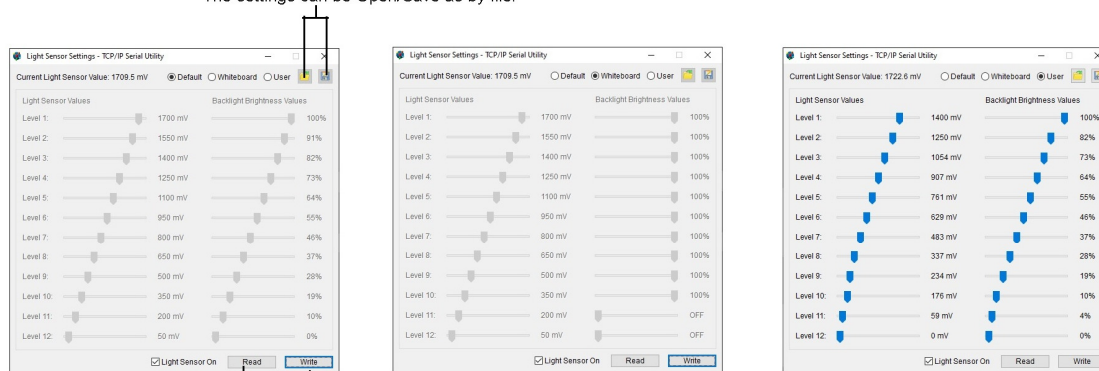 The settings can be Open/Save as by file.
Light Sensor Settings - TCP/IP Serial Utility
Current Light Sensor Value: 1709.5 mV Default Whiteboard User
Light Sensor Values Backlight Brightness Values
Level 1: 1700 mV 100%
Level 2: 1550 mV 91%
Level 3: 1400 mV 82%
Level 4: 1250 mV 73%
Level 5: 1100 mV 64%
Level 6: 950 mV 55%
Level 7: 800 mV 46%
Level 8: 650 mV 37%
Level 9: 500 mV 28%
Level 10: 350 mV 19%
Level 11: 200 mV 10%
Level 12: 50 mV 0%
Light Sensor On Read Write
Light Sensor Settings - TCP/IP Serial Utility
Current Light Sensor Value: 1709.5 mV Default Whiteboard User
Light Sensor Values Backlight Brightness Values
Level 1: 1700 mV 100%
Level 2: 1550 mV 100%
Level 3: 1400 mV 100%
Level 4: 1250 mV 100%
Level 5: 1100 mV 100%
Level 6: 950 mV 100%
Level 7: 800 mV 100%
Level 8: 650 mV 100%
Level 9: 500 mV 100%
Level 10: 350 mV 100%
Level 11: 200 mV OFF
Level 12: 50 mV OFF
Light Sensor On Read Write
Light Sensor Settings - TCP/IP Serial Utility
Current Light Sensor Value: 1722.6 mV Default Whiteboard User
Light Sensor Values Backlight Brightness Values
Level 1: 1400 mV 100%
Level 2: 1250 mV 82%
Level 3: 1054 mV 73%
Level 4: 907 mV 64%
Level 5: 761 mV 55%
Level 6: 629 mV 46%
Level 7: 483 mV 37%
Level 8: 337 mV 28%
Level 9: 234 mV 19%
Level 10: 176 mV 10%
Level 11: 59 mV 4%
Level 12: 0 mV 0%
Light Sensor On Read Write